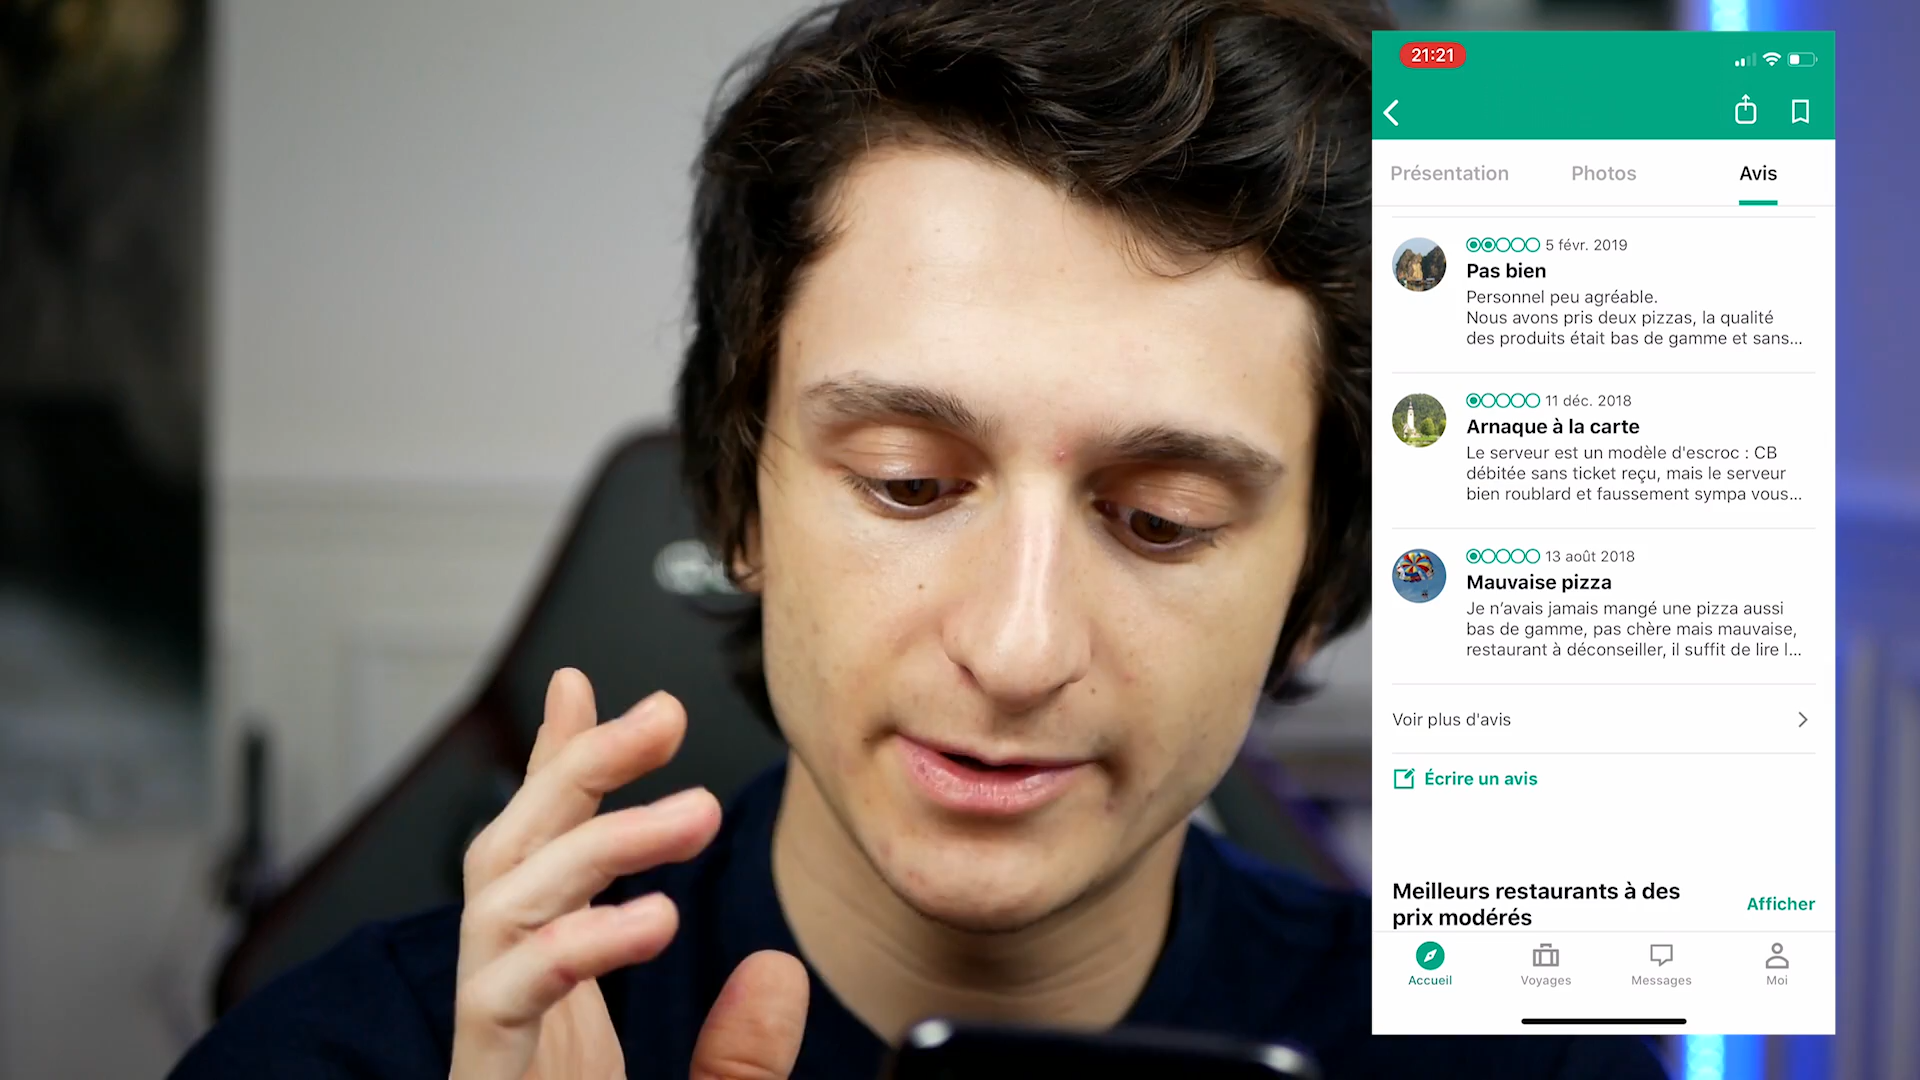 21:21
Présentation
Photos
Avis
5 févr. 2019
Pas bien
Personnel peu agréable.
Nous avons pris deux pizzas, la qualité
des produits était bas de gamme et sans...
11 déc. 2018
Arnaque à la carte
Le serveur est un modèle d'escroc : CB
débitée sans ticket reçu, mais le serveur
bien roublard et faussement sympa vous...
13 août 2018
Mauvaise pizza
Je n'avais jamais mangé une pizza aussi
bas de gamme, pas chère mais mauvaise,
restaurant à déconseiller, il suffit de lire l...
Voir plus d'avis
Écrire un avis
Meilleurs restaurants à des
prix modérés
Afficher
Accueil
Voyages
Messages
Moi